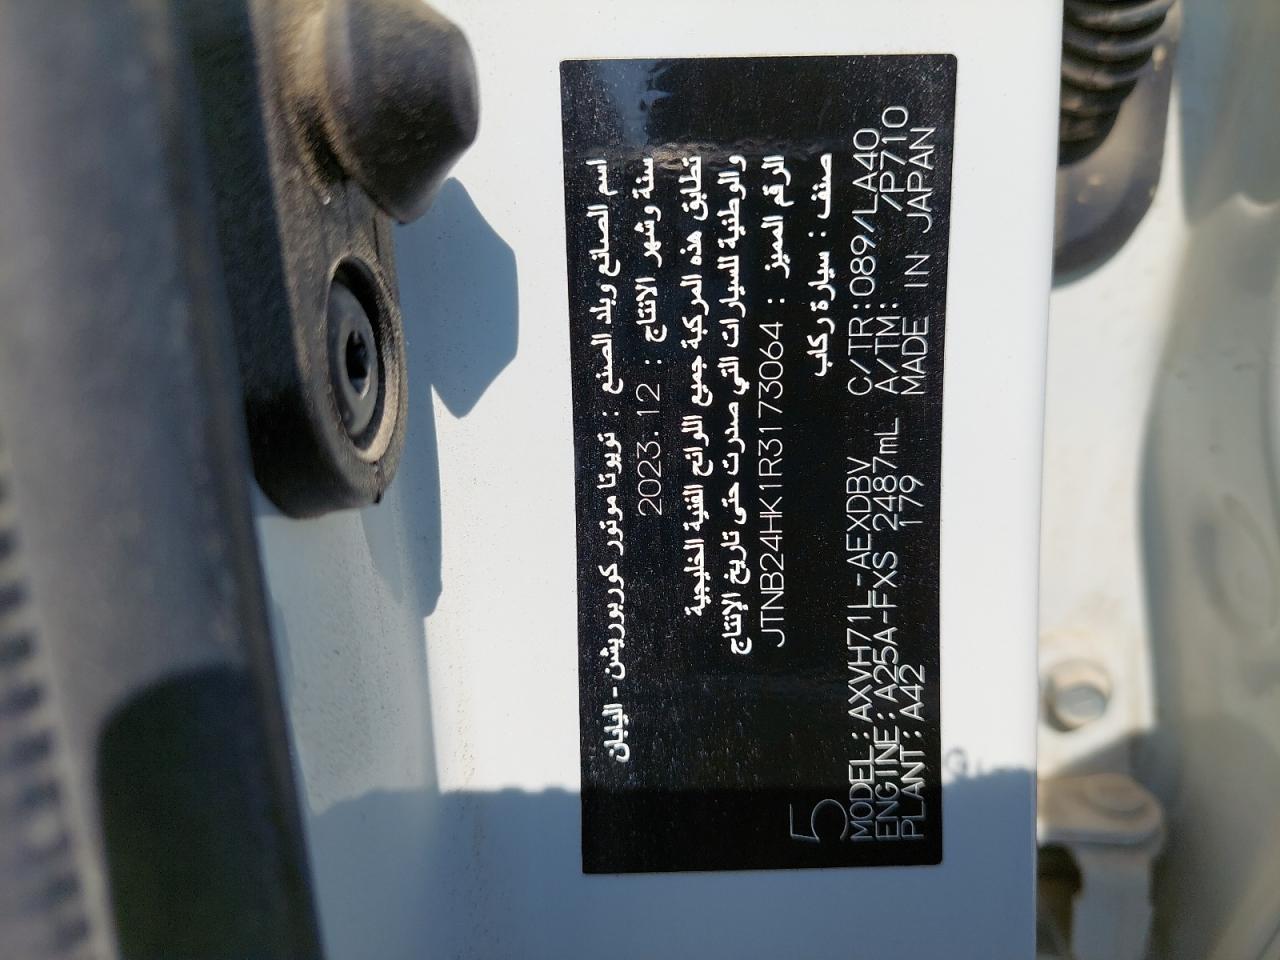 اسم الصانع وبلد الصنع : تويوتا موتور كوربوريشن - اليابان
سنة وشهر الانتاج : 2023.12
تطابق هذه المركبة جميع اللوائح الفنية الخليجية
والوطنية للسيارات التي صدرت حتى تاريخ الإنتاج
الرقم المميز : JTNB24HK1R3173064
صنف : سيارة ركاب
5
MODEL:AXVH71L-AEXDBV C/TR:089/LA40
ENGINE:A25A-FXS 2487mL A/TM: /P710
PLANT:A42 179 MADE IN JAPAN